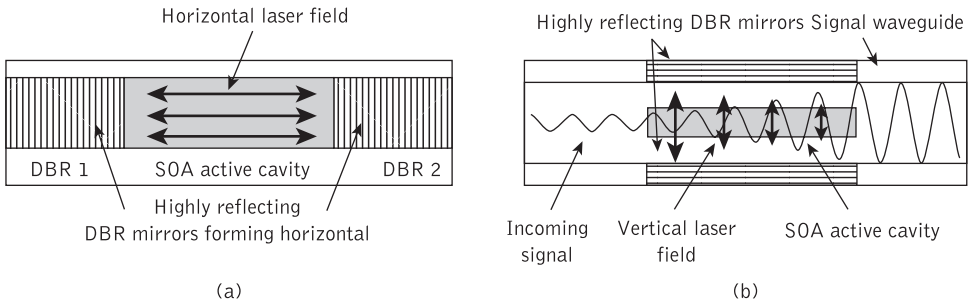 Horizontal laser field
DBR 1
SOA active cavity
DBR 2
Highly reflecting
DBR mirrors forming horizontal
(a)
Highly reflecting DBR mirrors Signal waveguide
Incoming
signal
Vertical laser
field
SOA active cavity
(b)